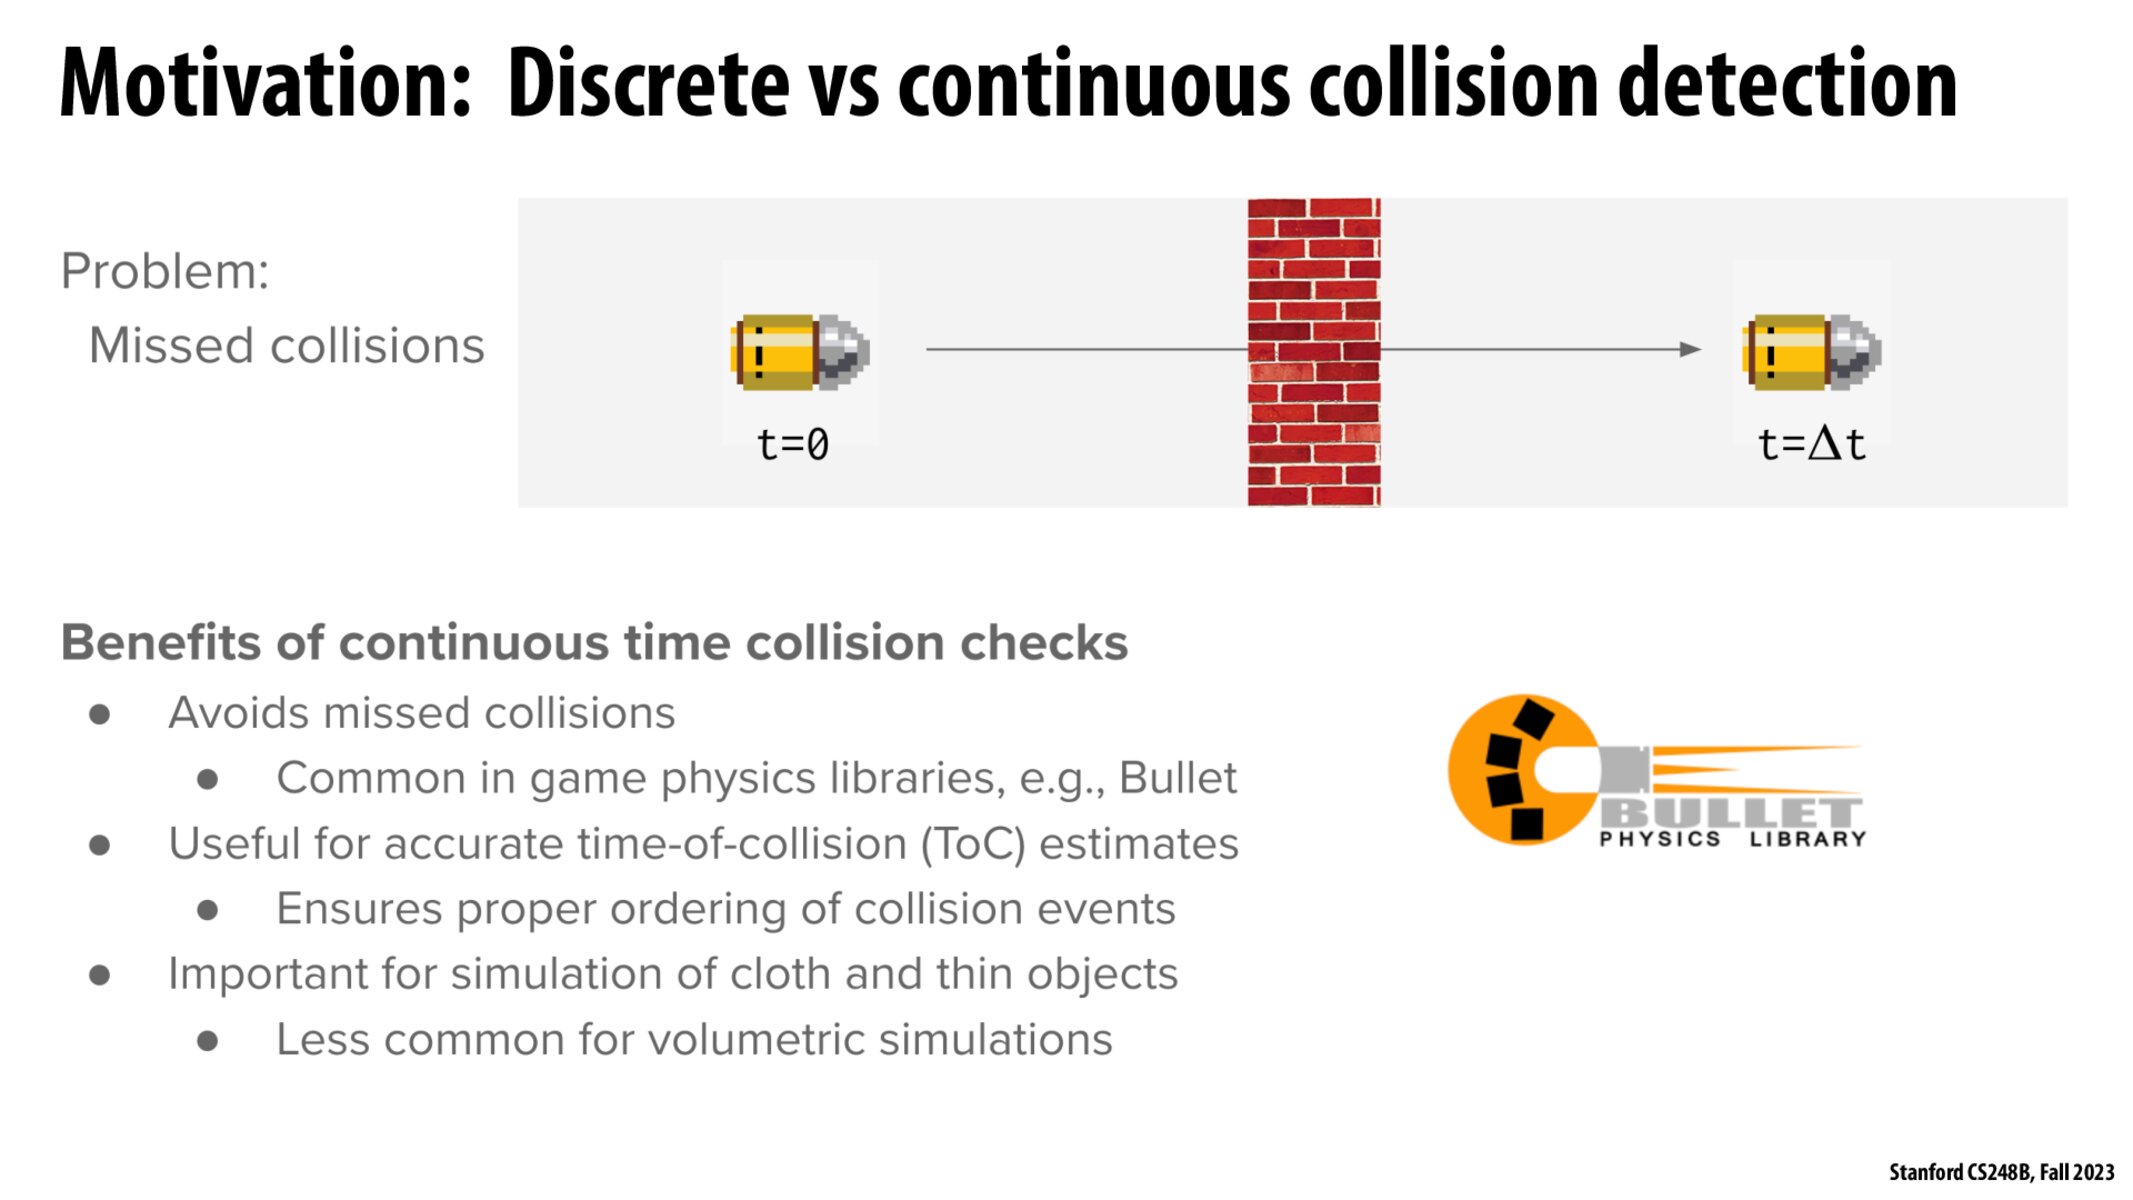 Motivation: Discrete vs continuous collision detection
Problem:
Missed collisions
t=0
t=Δt
Benefits of continuous time collision checks
● Avoids missed collisions
● Common in game physics libraries, e.g., Bullet
● Useful for accurate time-of-collision (ToC) estimates
● Ensures proper ordering of collision events
● Important for simulation of cloth and thin objects
● Less common for volumetric simulations
BULLET
PHYSICS LIBRARY
Stanford CS248B, Fall 2023